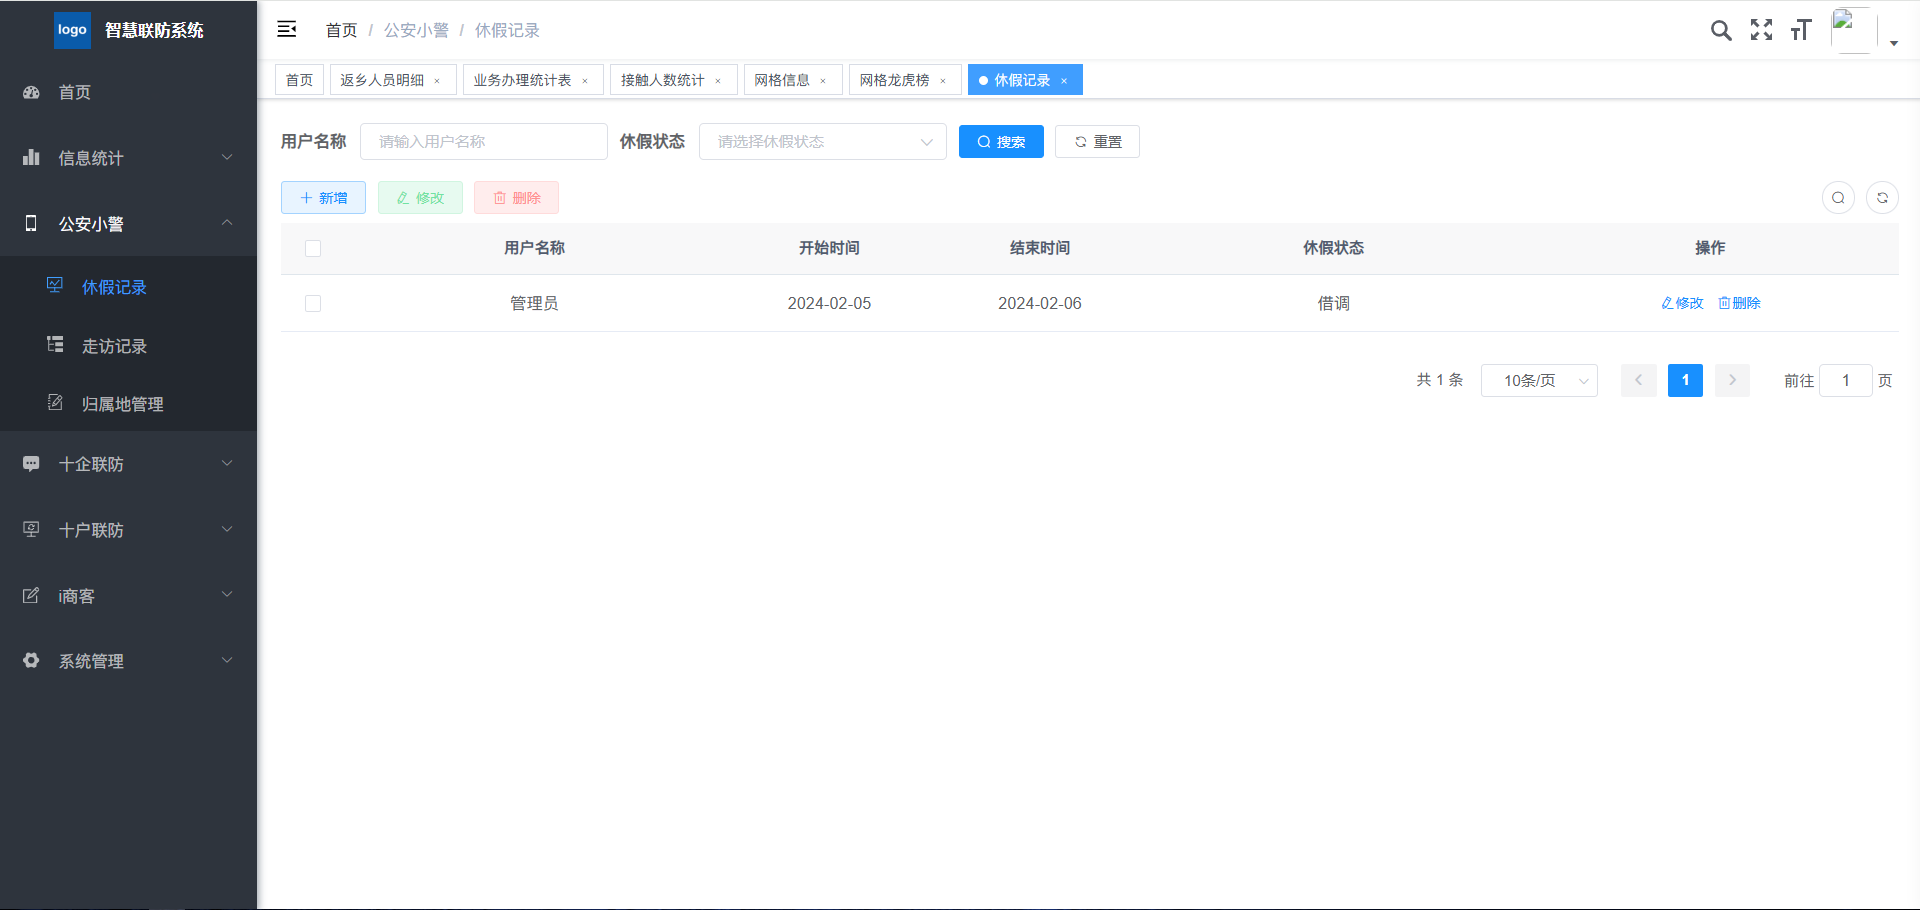 logo 智慧联防系统
首页
信息统计
公安小警
休假记录
走访记录
归属地管理
十企联防
十户联防
i商客
系统管理
首页 / 公安小警 / 休假记录
首页 返乡人员明细 × 业务办理统计表 × 接触人数统计 × 网格信息 × 网格龙虎榜 × 休假记录 ×
用户名称 请输入用户名称 休假状态 请选择休假状态 搜索 重置
新增 修改 删除
用户名称 开始时间 结束时间 休假状态 操作
管理员 2024-02-05 2024-02-06 借调 修改 删除
共 1 条 10条/页 1 前往 1 页